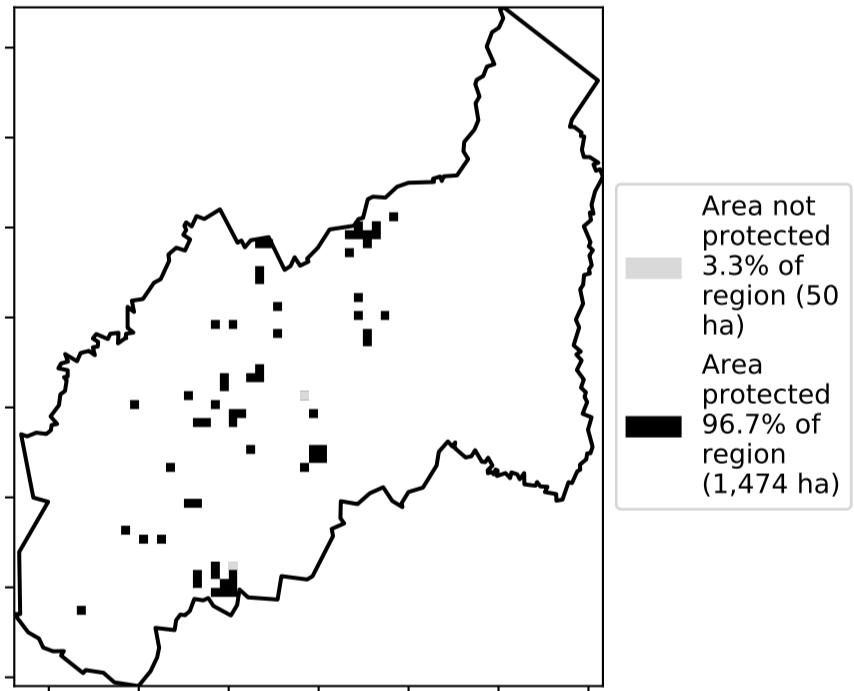 Area not
protected
3.3% of
region (50
ha)
Area
protected
96.7% of
region
(1,474 ha)